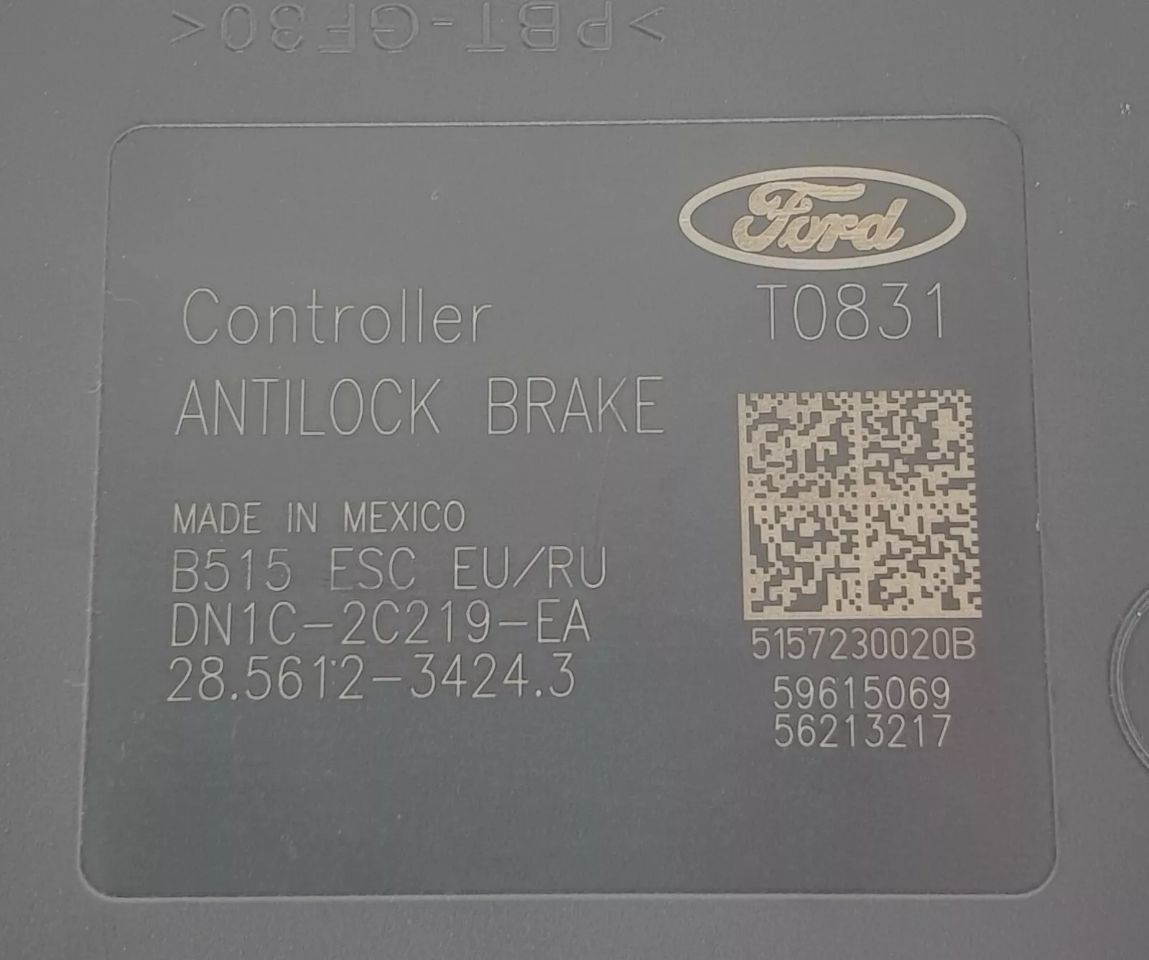 >PBT-GF30<
Ford
T0831
Controller
ANTILOCK BRAKE
MADE IN MEXICO
B515 ESC EU/RU
DN1C-2C219-EA
28.5612-3424.3
5157230020B
59615069
56213217